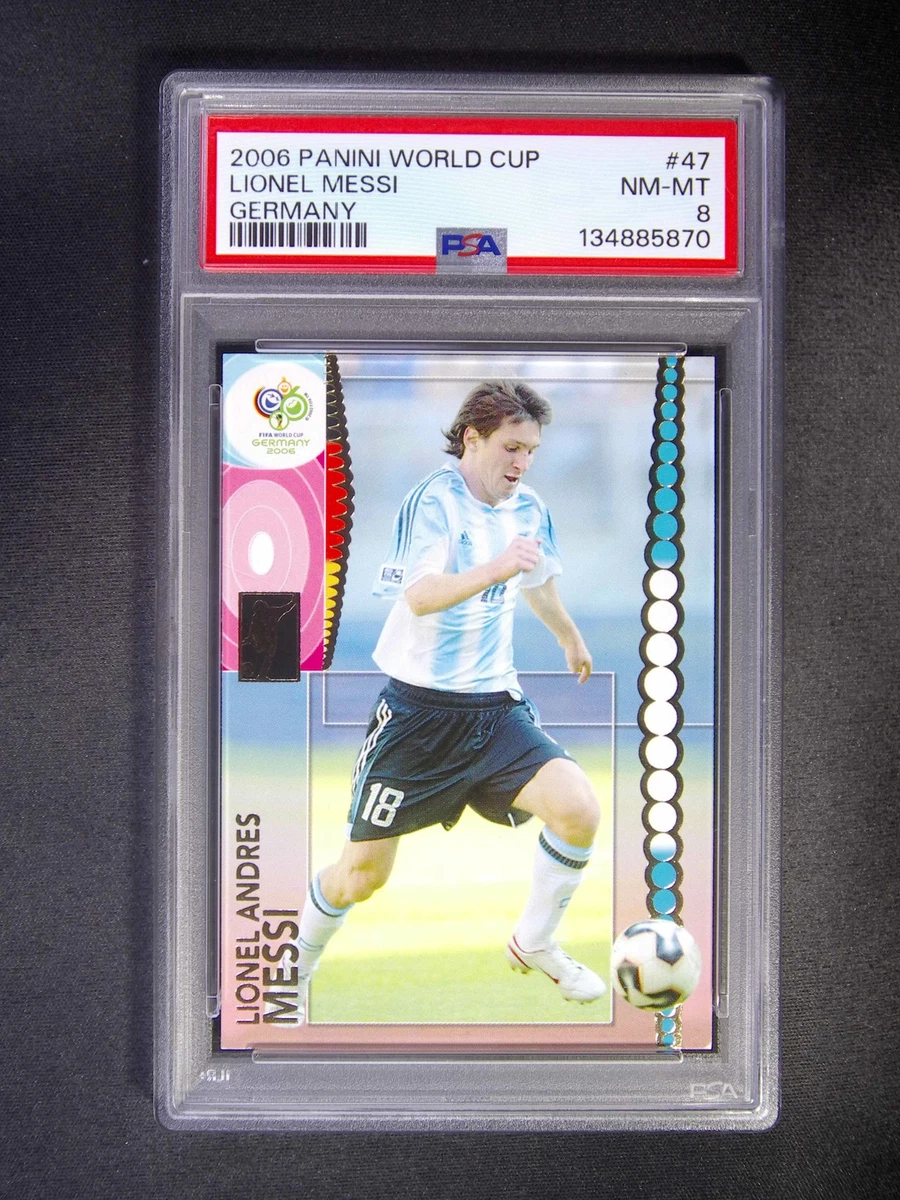 2006 PANINI WORLD CUP #47
LIONEL MESSI NM-MT
GERMANY 8
PSA 134885870
FIFA WORLD CUP
GERMANY
2006
adidas
18
LIONEL ANDRES
MESSI
PSA